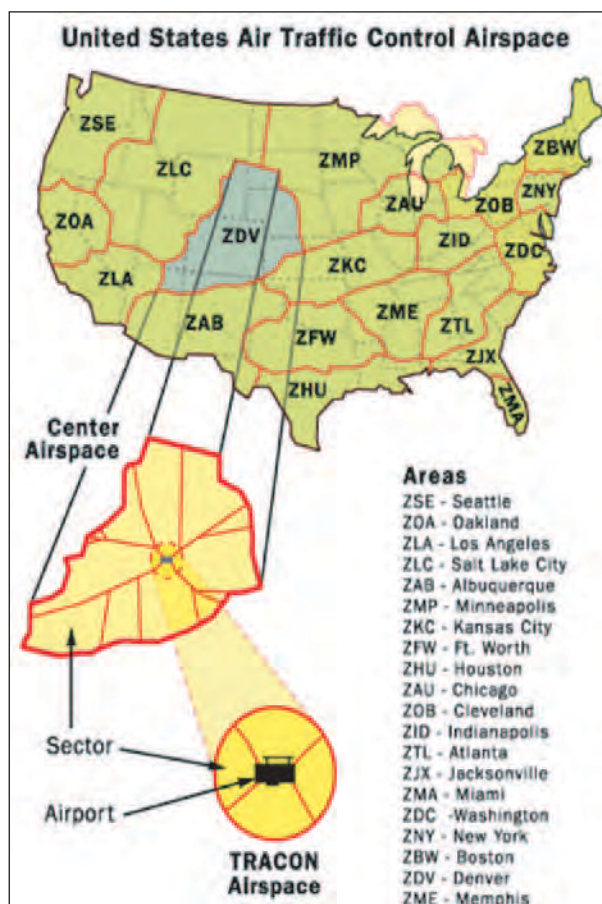 United States Air Traffic Control Airspace
ZSE
ZLC
ZMP
ZBW
ZNY
ZAU
ZOB
ZOA
ZDV
ZID
ZDC
ZKC
ZLA
ZAB
ZME
ZTL
ZFW
ZJX
ZHU
ZMA
Center
Airspace
Sector
Airport
TRACON
Airspace
Areas
ZSE - Seattle
ZOA - Oakland
ZLA - Los Angeles
ZLC - Salt Lake City
ZAB - Albuquerque
ZMP - Minneapolis
ZKC - Kansas City
ZFW - Ft. Worth
ZHU - Houston
ZAU - Chicago
ZOB - Cleveland
ZID - Indianapolis
ZTL - Atlanta
ZJX - Jacksonville
ZMA - Miami
ZDC -Washington
ZNY - New York
ZBW - Boston
ZDV - Denver
ZME - Memphis